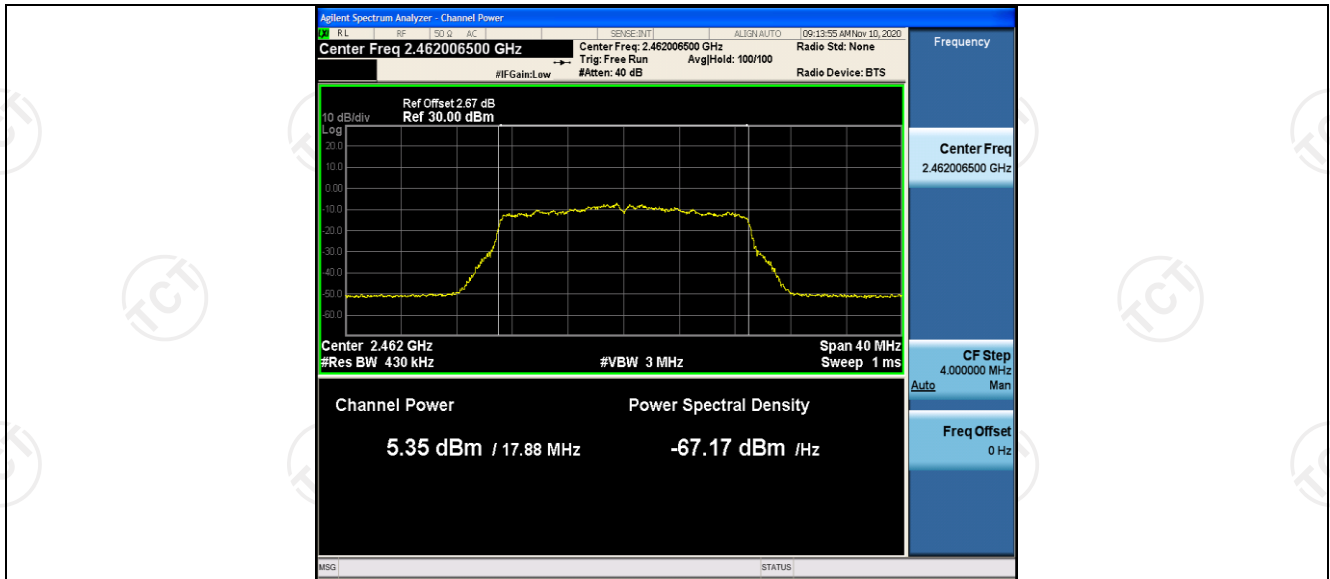 Agilent Spectrum Analyzer - Channel Power
RL RF 50 Ω AC SENSE:INT ALIGN AUTO 09:13:55 AM Nov 10, 2020
Center Freq 2.462006500 GHz
Center Freq: 2.462006500 GHz
Radio Std: None
Trig: Free Run Avg|Hold: 100/100
#IFGain:Low
#Atten: 40 dB
Radio Device: BTS
Ref Offset 2.67 dB
10 dB/div Ref 30.00 dBm
Log
20.0
10.0
0.00
-10.0
-20.0
-30.0
-40.0
-50.0
-60.0
Center 2.462 GHz
Span 40 MHz
#Res BW 430 kHz
#VBW 3 MHz
Sweep 1 ms
Channel Power
Power Spectral Density
5.35 dBm / 17.88 MHz
-67.17 dBm /Hz
MSG
STATUS
Frequency
Center Freq
2.462006500 GHz
CF Step
4.000000 MHz
Auto Man
Freq Offset
0 Hz
TCT
TCT
TCT
TCT
TCT
TCT